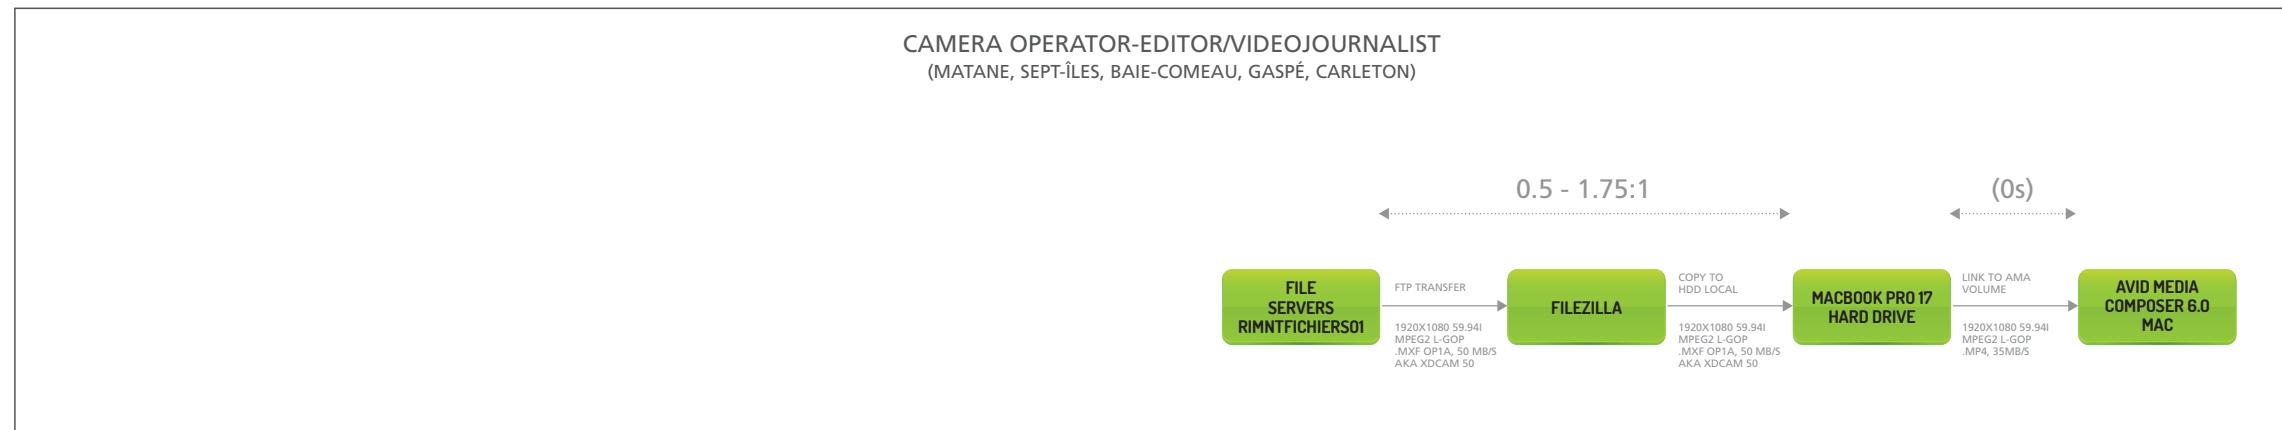 CAMERA OPERATOR-EDITOR/VIDEOJOURNALIST
(MATANE, SEPT-ÎLES, BAIE-COMEAU, GASPÉ, CARLETON)
0.5 - 1.75:1
(0s)
FILE
SERVERS
RIMNTFICHIERS01
FTP TRANSFER
1920X1080 59.94I
MPEG2 L-GOP
.MXF OP1A, 50 MB/S
AKA XDCAM 50
FILEZILLA
COPY TO
HDD LOCAL
1920X1080 59.94I
MPEG2 L-GOP
.MXF OP1A, 50 MB/S
AKA XDCAM 50
MACBOOK PRO 17
HARD DRIVE
LINK TO AMA
VOLUME
1920X1080 59.94I
MPEG2 L-GOP
.MP4, 35MB/S
AVID MEDIA
COMPOSER 6.0
MAC